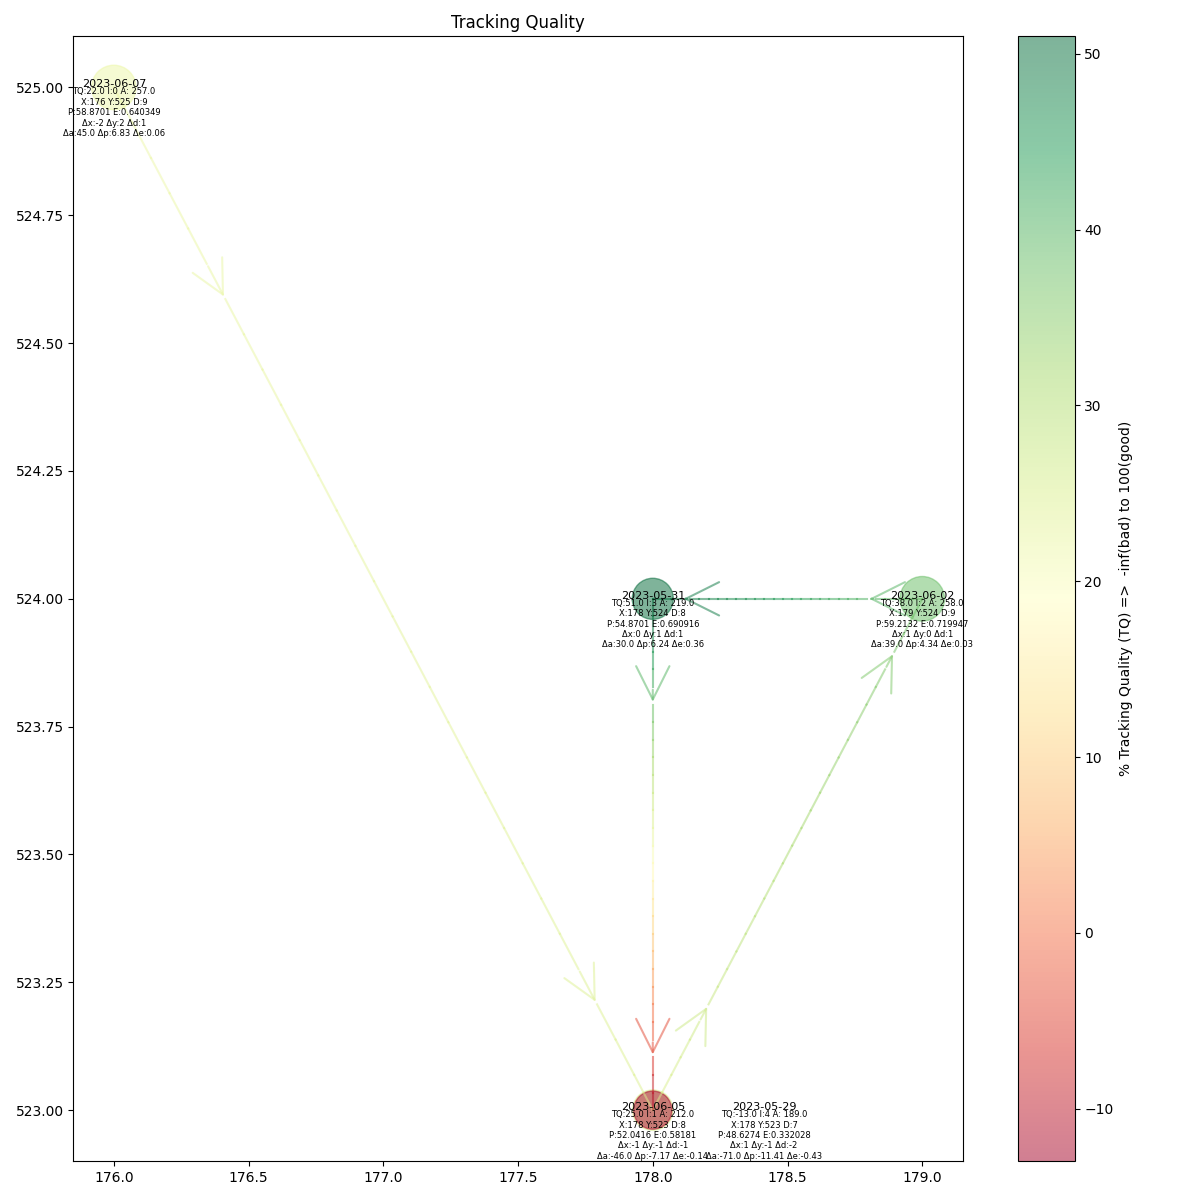 Tracking Quality
525.00
524.75
524.50
524.25
524.00
523.75
523.50
523.25
523.00
2023-06-07
TQ:22.0 I:0 A: 257.0
X:176 Y:525 D:9
P:58.8701 E:0.640349
Δx:-2 Δy:2 Δd:1
Δa:45.0 Δp:6.83 Δe:0.06
2023-05-31
TQ:51.0 I:3 A: 219.0
X:178 Y:524 D:8
P:54.8701 E:0.690916
Δx:0 Δy:1 Δd:1
Δa:30.0 Δp:6.24 Δe:0.36
2023-06-02
TQ:38.0 I:2 A: 258.0
X:179 Y:524 D:9
P:59.2132 E:0.719947
Δx:1 Δy:0 Δd:1
Δa:39.0 Δp:4.34 Δe:0.03
2023-06-05
TQ:25.0 I:1 A: 212.0
X:178 Y:523 D:8
P:52.0416 E:0.58181
Δx:-1 Δy:-1 Δd:-1
Δa:-46.0 Δp:-7.17 Δe:-0.14
2023-05-29
TQ:-13.0 I:4 A: 189.0
X:178 Y:523 D:7
P:48.6274 E:0.332028
Δx:1 Δy:-1 Δd:-2
Δa:-71.0 Δp:-11.41 Δe:-0.43
176.0 176.5 177.0 177.5 178.0 178.5 179.0
50
40
30
20
10
0
−10
% Tracking Quality (TQ) => -inf(bad) to 100(good)